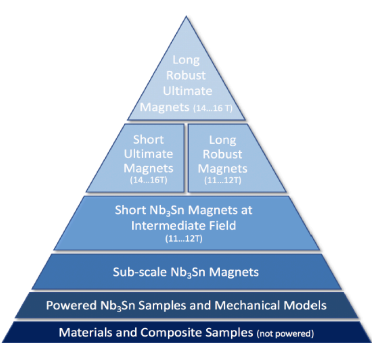 Long
Robust
Ultimate
Magnets (14...16 T)
Short
Ultimate
Magnets
(14...16T)
Long
Robust
Magnets
(11...12T)
Short Nb₃Sn Magnets at
Intermediate Field
(11...12T)
Sub-scale Nb₃Sn Magnets
Powered Nb₃Sn Samples and Mechanical Models
Materials and Composite Samples (not powered)